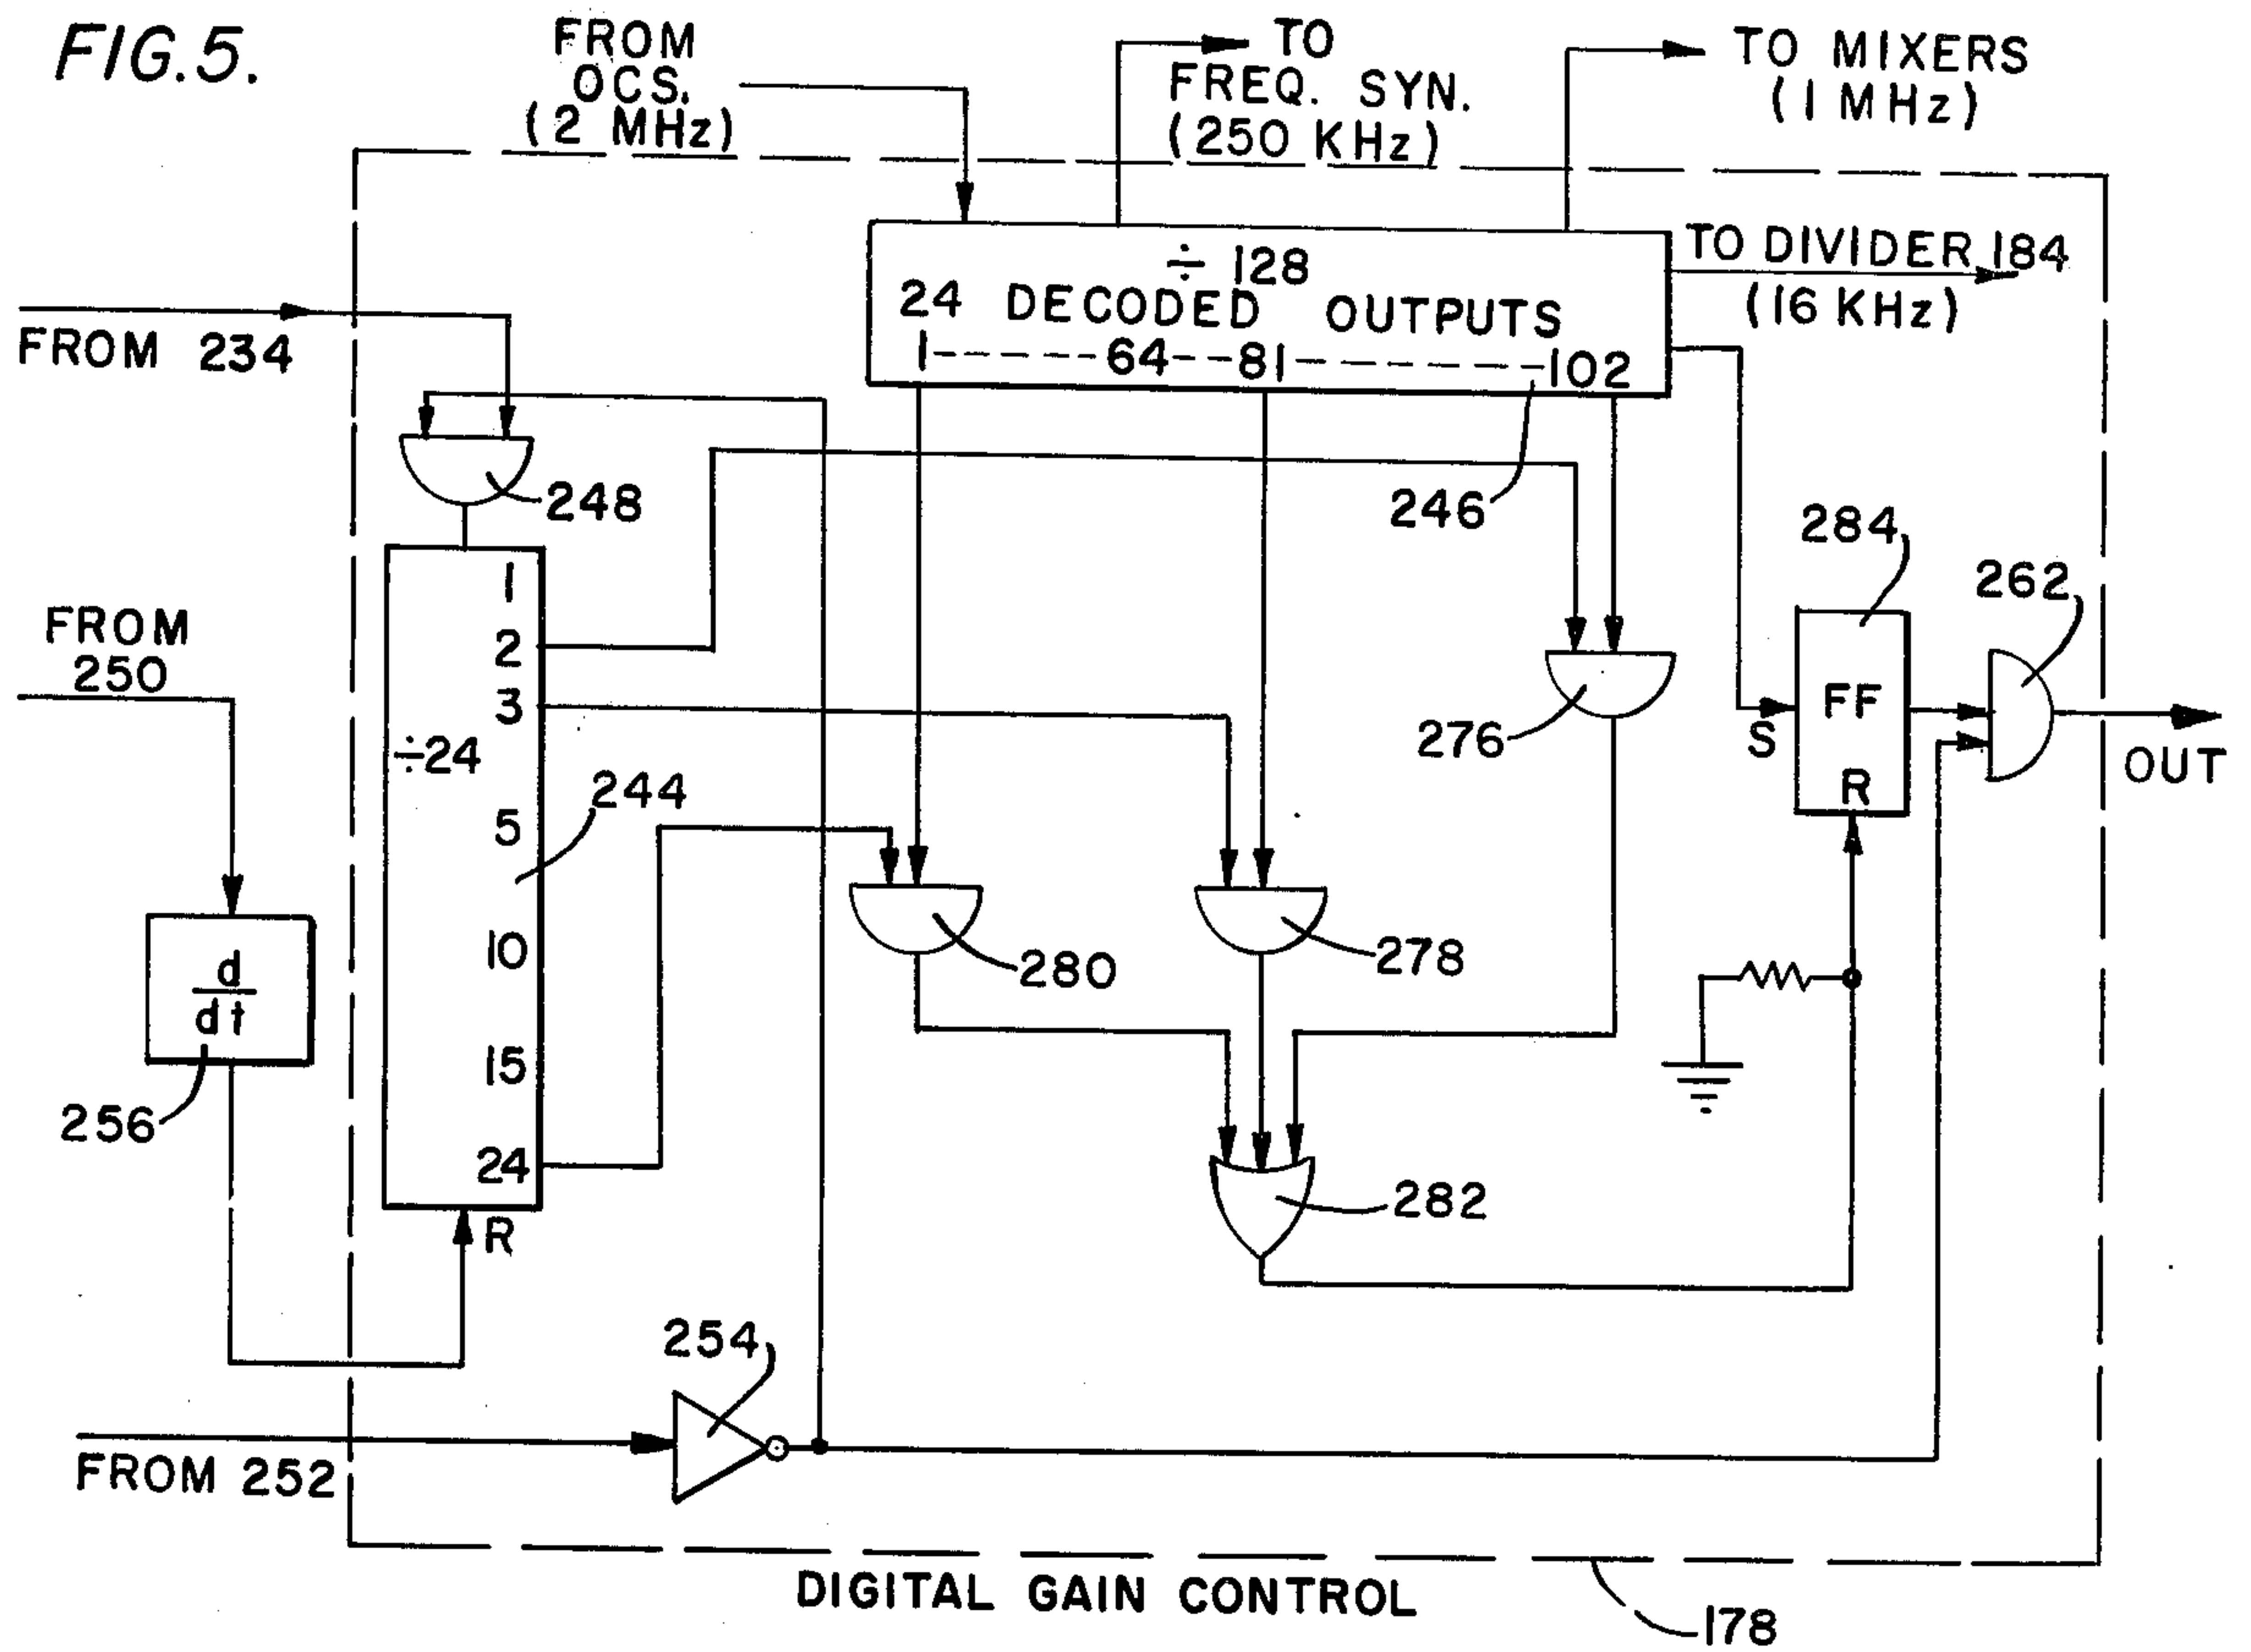 FIG.5.
FROM
OCS.
(2 MHz)
TO
FREQ. SYN.
(250 KHz)
TO MIXERS
(1 MHz)
÷ 128
24 DECODED OUTPUTS
1-------64---81----------102
TO DIVIDER 184
(16 KHz)
FROM 234
248
246
284
262
1
2
3
÷24
5
10
15
24
R
244
FROM
250
d
dt
256
276
S
FF
R
OUT
280
278
282
254
FROM 252
DIGITAL GAIN CONTROL
178